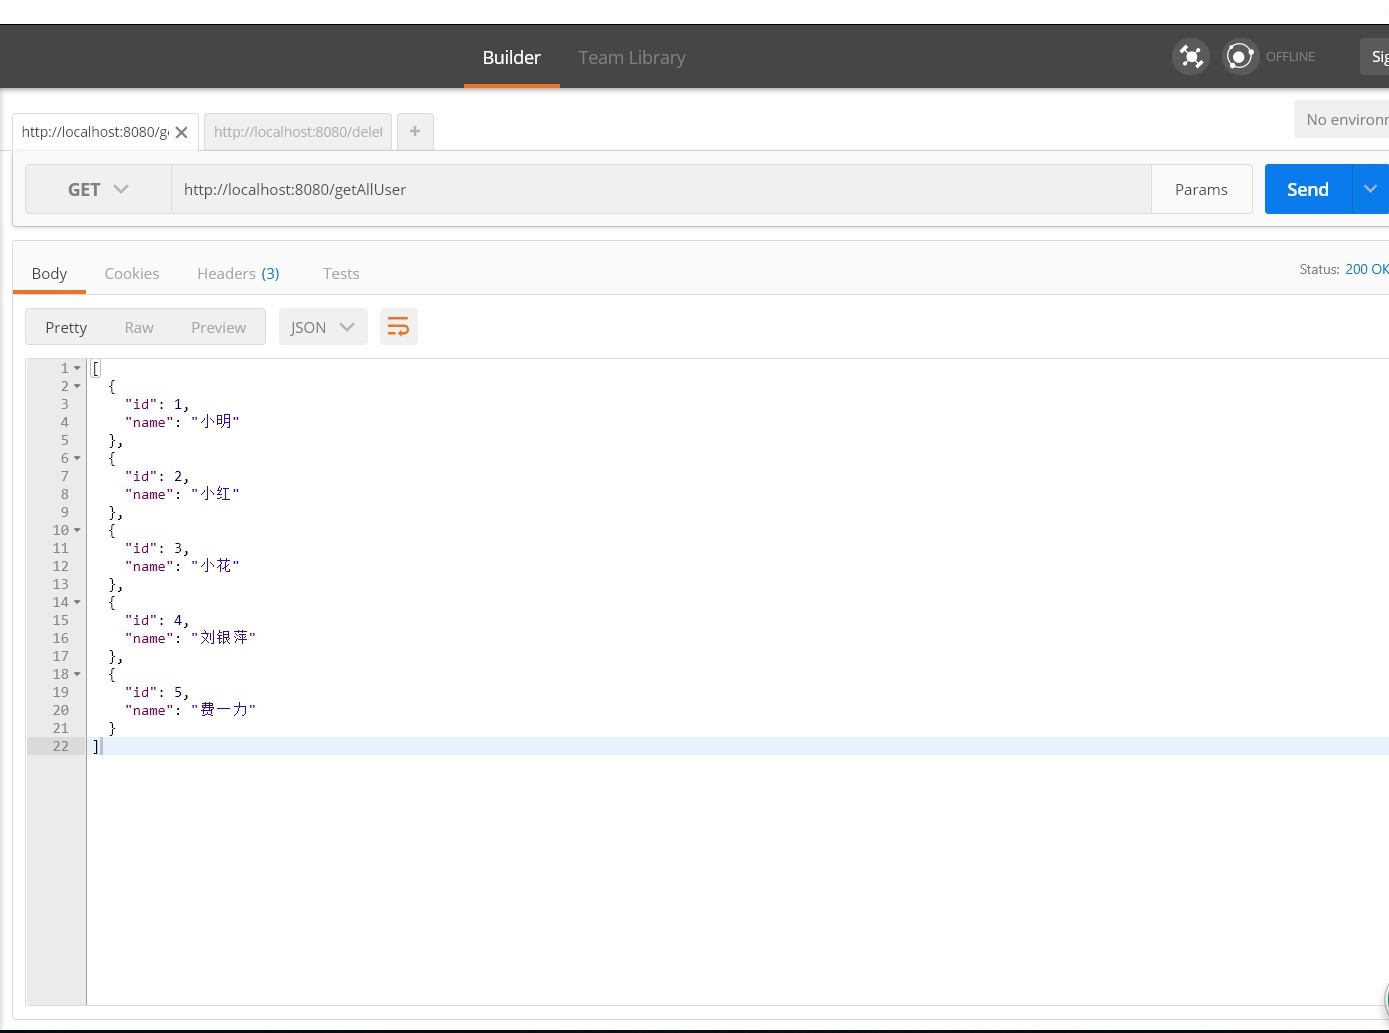 Builder Team Library OFFLINE Sig
http://localhost:8080/ge http://localhost:8080/delet + No environm
GET http://localhost:8080/getAllUser Params Send
Body Cookies Headers (3) Tests Status: 200 OK
Pretty Raw Preview JSON
1 [
2 {
3 "id": 1,
4 "name": "小明"
5 },
6 {
7 "id": 2,
8 "name": "小红"
9 },
10 {
11 "id": 3,
12 "name": "小花"
13 },
14 {
15 "id": 4,
16 "name": "刘银萍"
17 },
18 {
19 "id": 5,
20 "name": "费一力"
21 }
22 ]